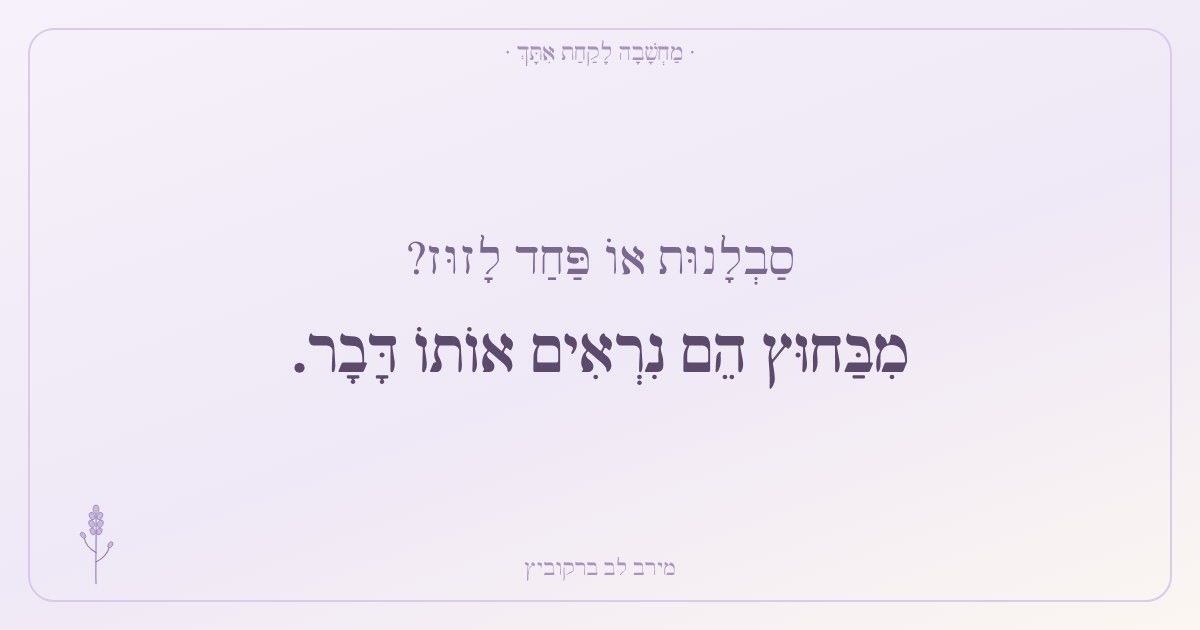 · מַחְשָׁבָה לָקַחַת אִתָּךְ ·
סַבְלָנוּת אוֹ פַּחַד לָזוּז?
מִבַּחוּץ הֵם נִרְאִים אוֹתוֹ דָּבָר.
מירב לב ברקוביץ